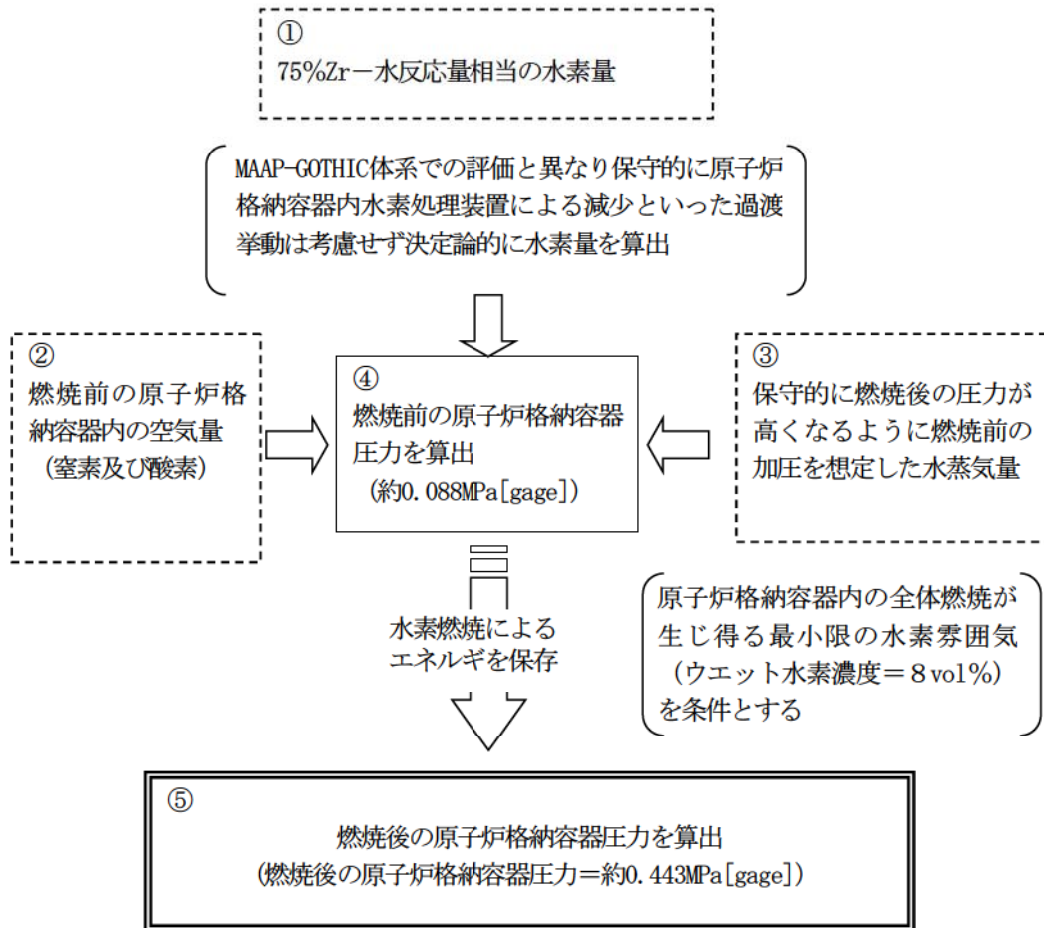 ①
75%Zr－水反応量相当の水素量
MAAP-GOTHIC体系での評価と異なり保守的に原子炉
格納容器内水素処理装置による減少といった過渡
挙動は考慮せず決定論的に水素量を算出
②
燃焼前の原子炉格
納容器内の空気量
（窒素及び酸素）
④
燃焼前の原子炉格納容器
圧力を算出
（約0.088MPa[gage]）
③
保守的に燃焼後の圧力が
高くなるように燃焼前の
加圧を想定した水蒸気量
水素燃焼による
エネルギを保存
原子炉格納容器内の全体燃焼が
生じ得る最小限の水素雰囲気
（ウエット水素濃度＝８vol％）
を条件とする
⑤
燃焼後の原子炉格納容器圧力を算出
(燃焼後の原子炉格納容器圧力＝約0.443MPa[gage])